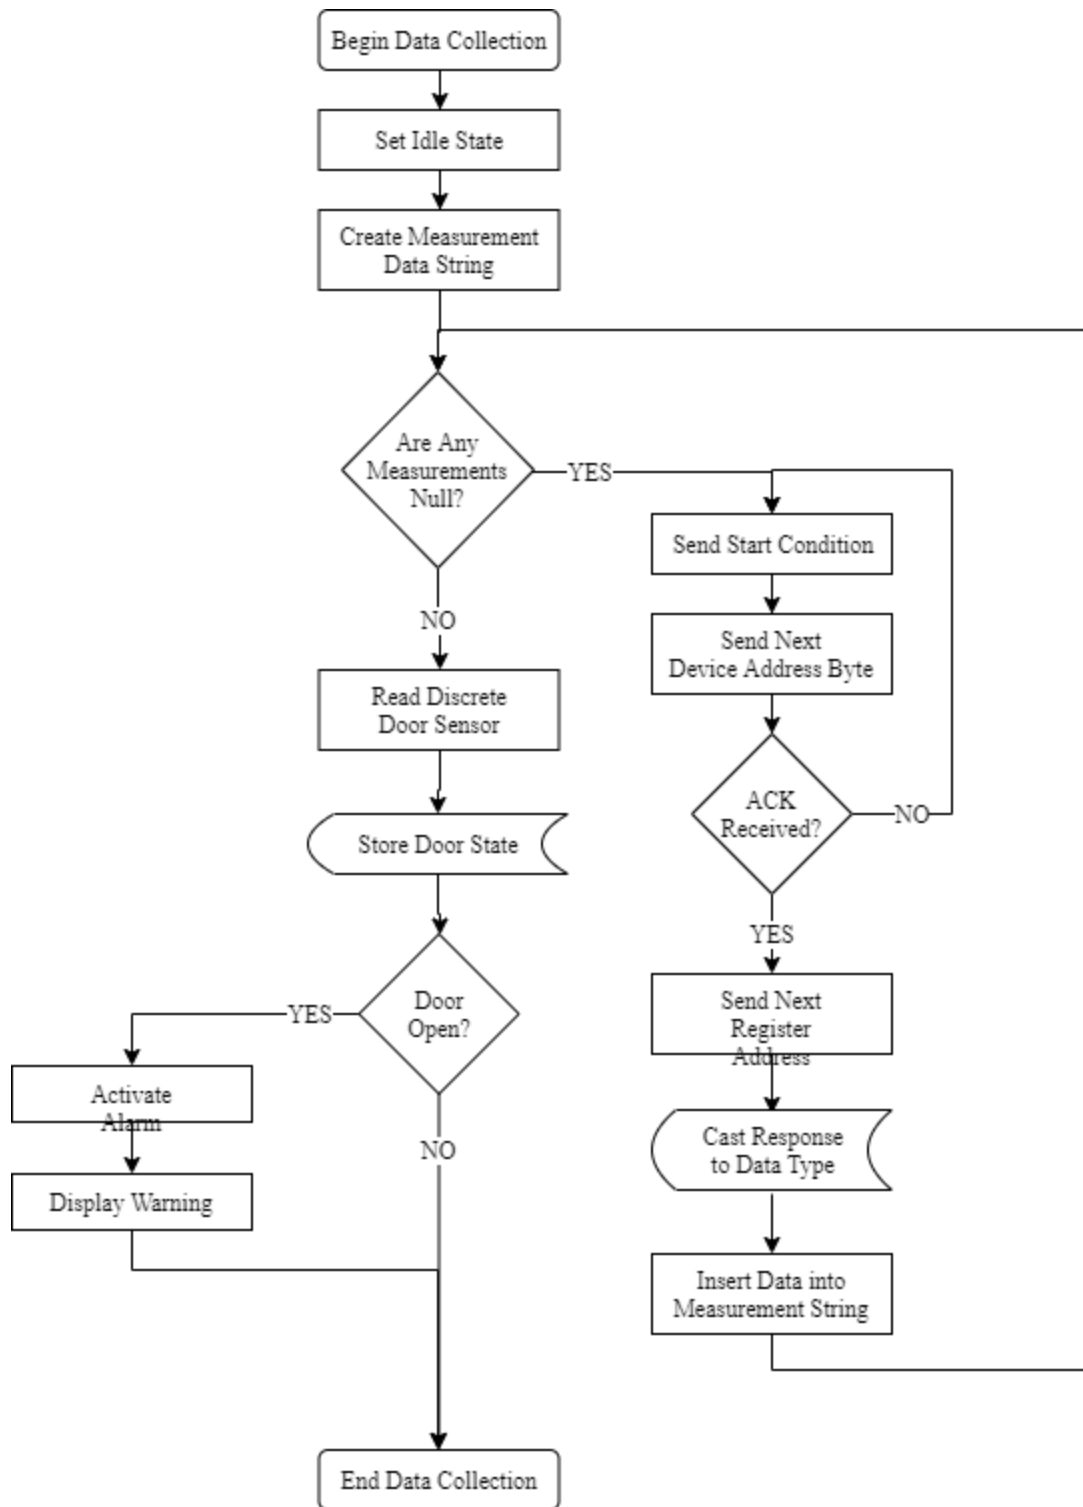 Begin Data Collection
Set Idle State
Create Measurement
Data String
Are Any
Measurements
Null?
YES
Send Start Condition
Send Next
Device Address Byte
ACK
Received?
NO
YES
Send Next
Register
Address
Cast Response
to Data Type
Insert Data into
Measurement String
NO
Read Discrete
Door Sensor
Store Door State
Door
Open?
YES
Activate
Alarm
Display Warning
NO
End Data Collection